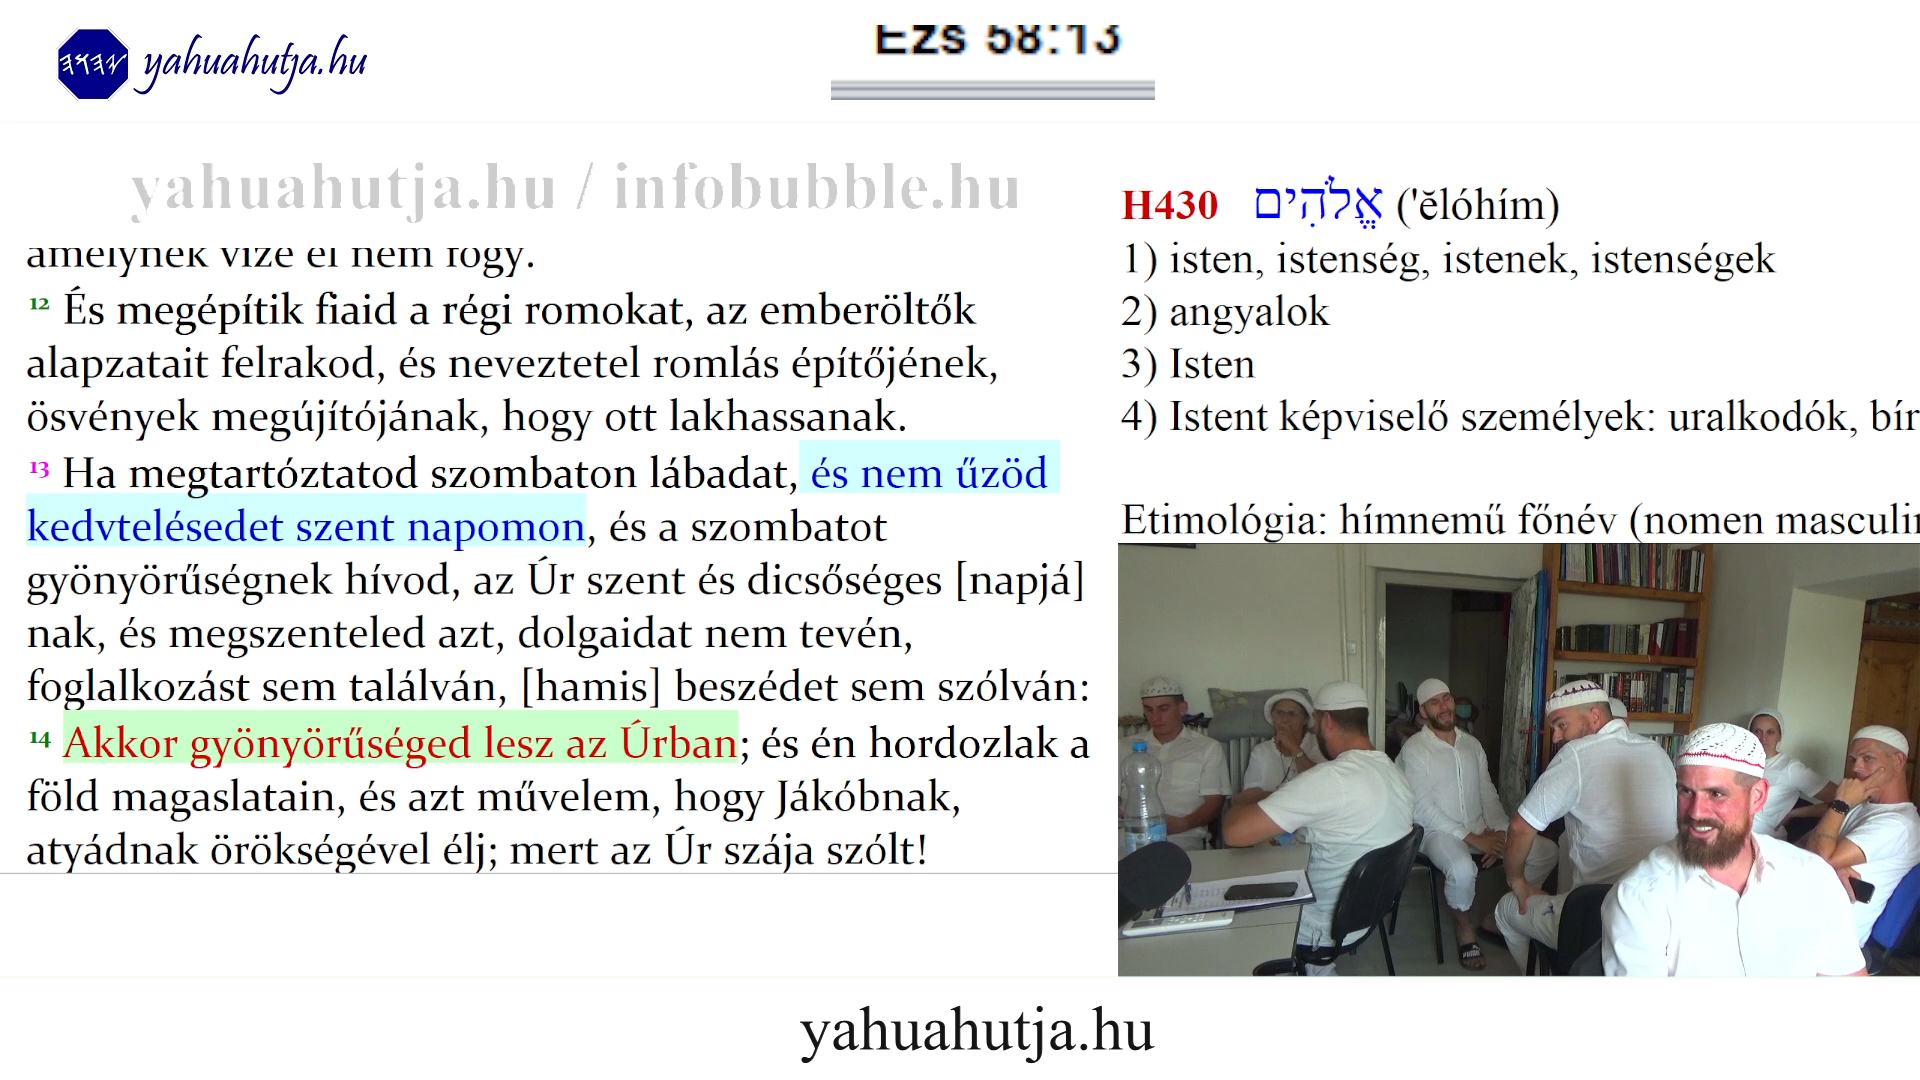 𐤉𐤄𐤅𐤄 yahuahutja.hu
Ézs 58:13
yahuahutja.hu / infobubble.hu
amelynek vize el nem fogy.
12 És megépítik fiaid a régi romokat, az emberöltők
alapzatait felrakod, és neveztetel romlás építőjének,
ösvények megújítójának, hogy ott lakhassanak.
13 Ha megtartóztatod szombaton lábadat, és nem űzöd
kedvtelésedet szent napomon, és a szombatot
gyönyörűségnek hívod, az Úr szent és dicsőséges [napjá]
nak, és megszenteled azt, dolgaidat nem tevén,
foglalkozást sem találván, [hamis] beszédet sem szólván:
14 Akkor gyönyörűséged lesz az Úrban; és én hordozlak a
föld magaslatain, és azt művelem, hogy Jákóbnak,
atyádnak örökségével élj; mert az Úr szája szólt!
H430 אֱלֹהִים ('ĕlóhím)
1) isten, istenség, istenek, istenségek
2) angyalok
3) Isten
4) Istent képviselő személyek: uralkodók, bír
Etimológia: hímnemű főnév (nomen masculin
yahuahutja.hu